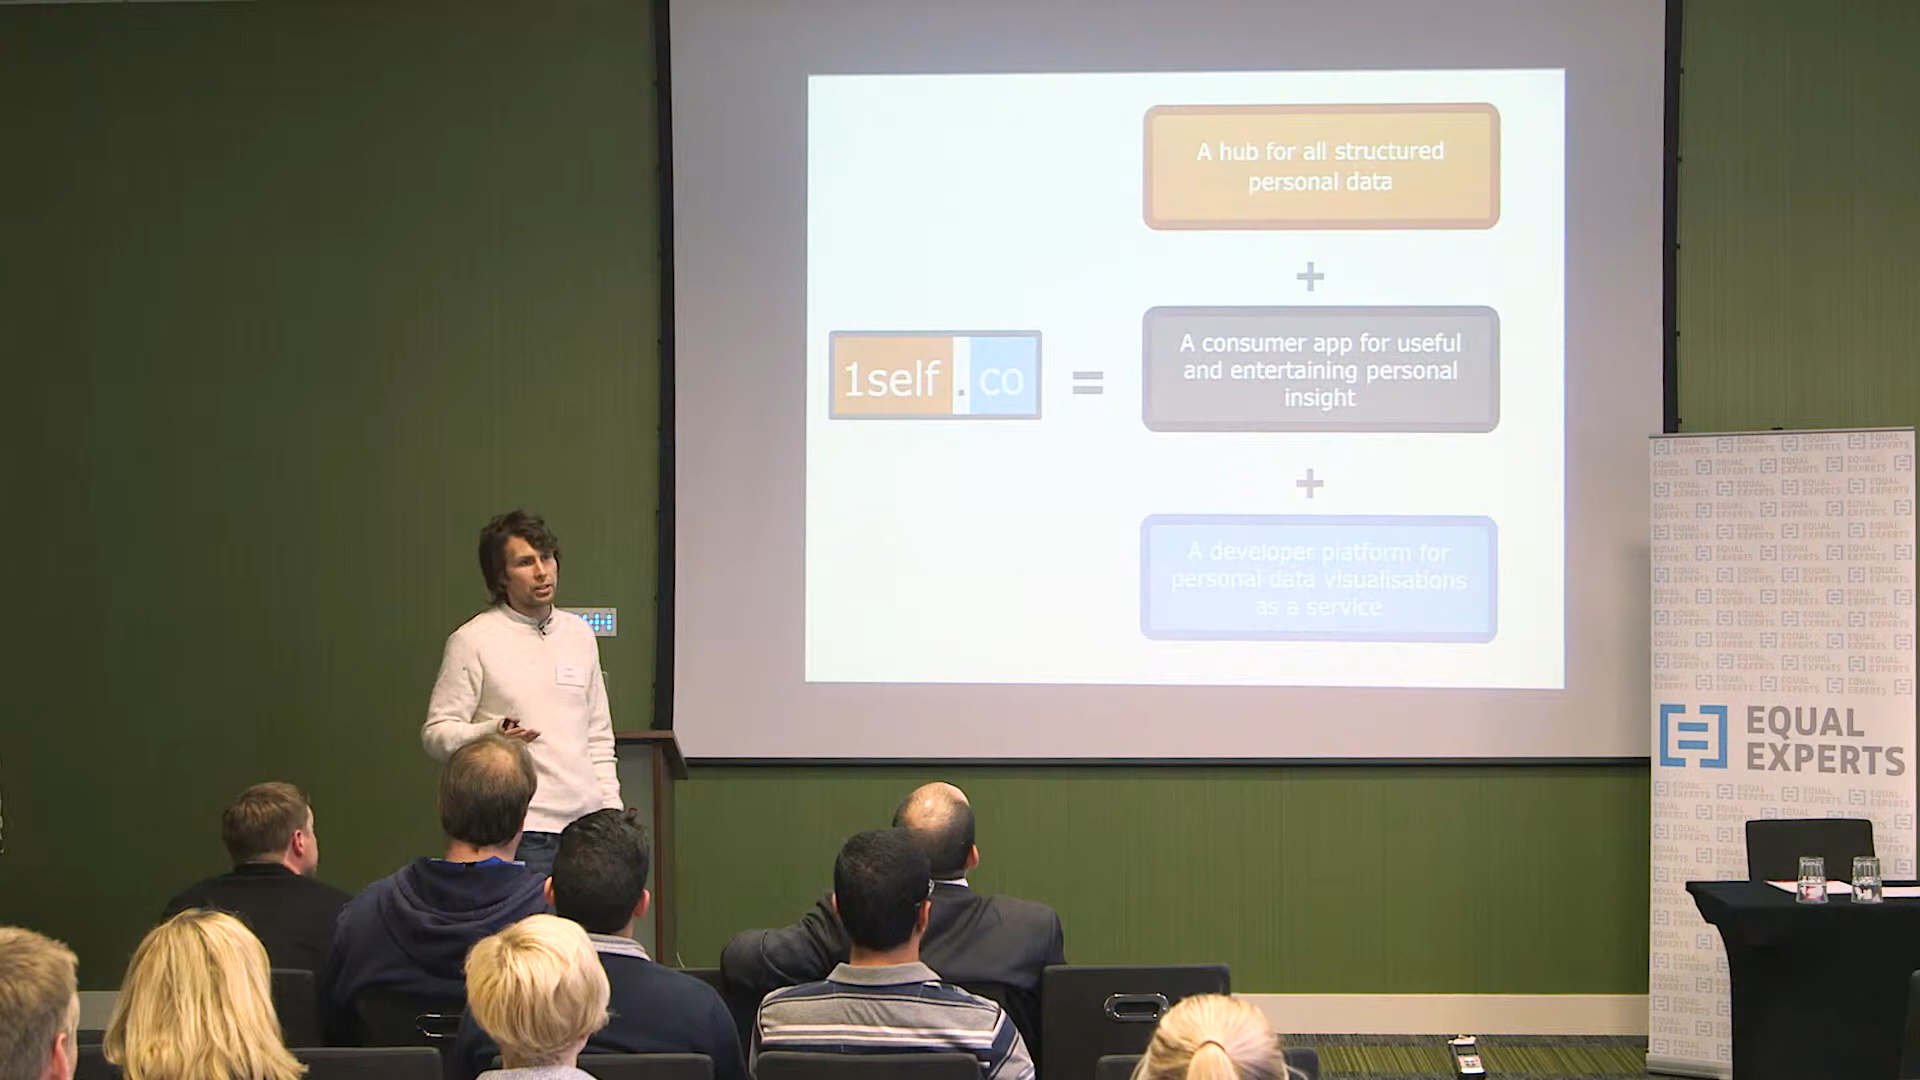 A hub for all structured
personal data
+
A consumer app for useful
and entertaining personal
insight
1self.co
=
+
A developer platform for
personal data visualisations
as a service
EQUAL
EXPERTS